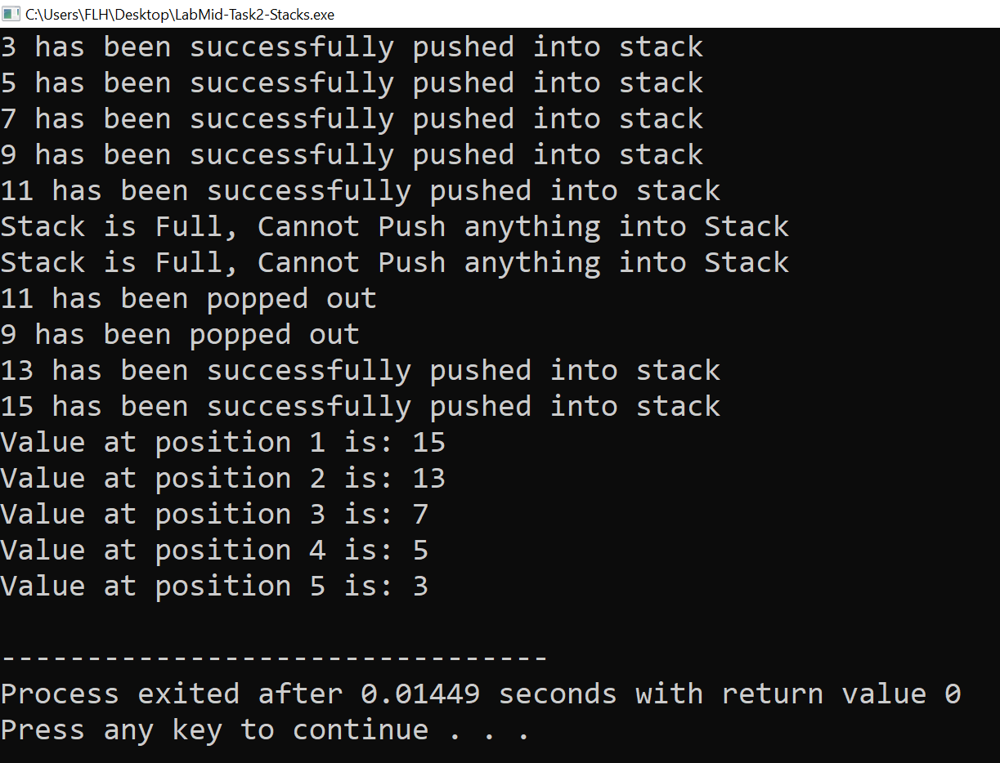 C:\Users\FLH\Desktop\LabMid-Task2-Stacks.exe
3 has been successfully pushed into stack
5 has been successfully pushed into stack
7 has been successfully pushed into stack
9 has been successfully pushed into stack
11 has been successfully pushed into stack
Stack is Full, Cannot Push anything into Stack
Stack is Full, Cannot Push anything into Stack
11 has been popped out
9 has been popped out
13 has been successfully pushed into stack
15 has been successfully pushed into stack
Value at position 1 is: 15
Value at position 2 is: 13
Value at position 3 is: 7
Value at position 4 is: 5
Value at position 5 is: 3
--------------------------------
Process exited after 0.01449 seconds with return value 0
Press any key to continue . . .